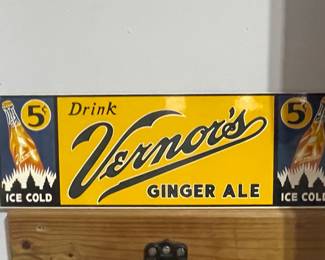 5¢
ICE COLD
Drink
Vernor's
GINGER ALE
5¢
ICE COLD